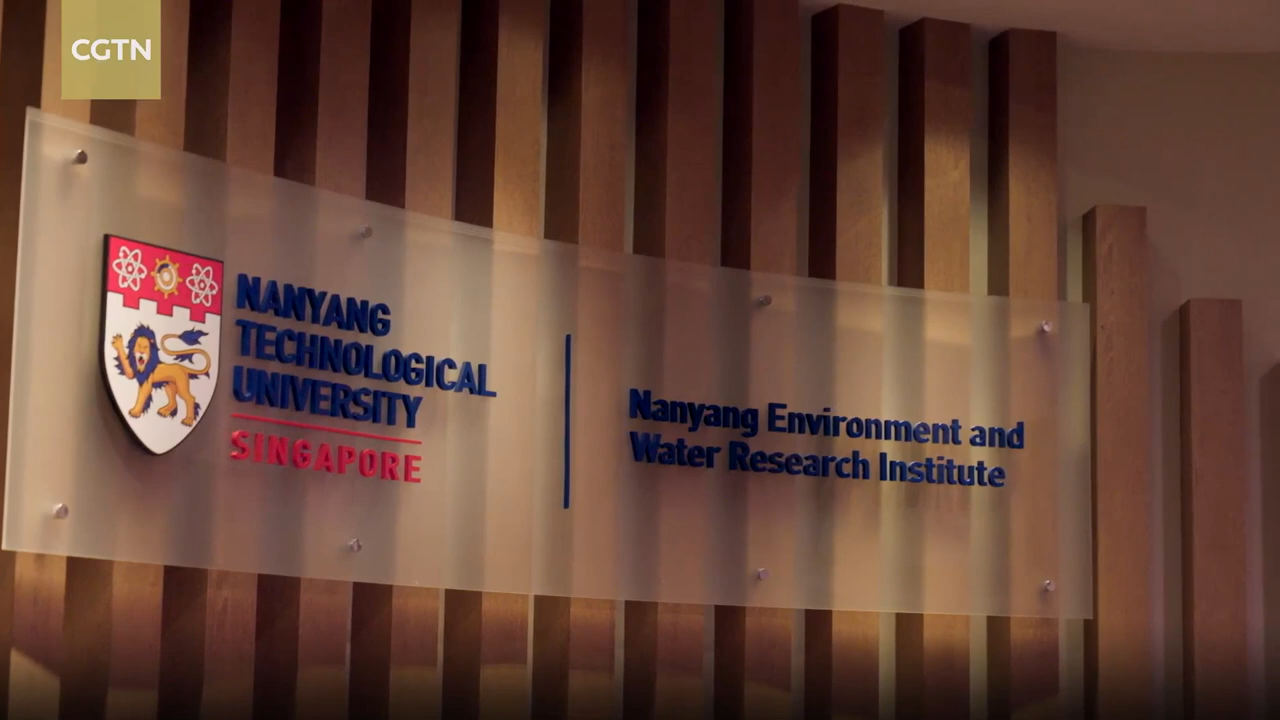 CGTN
NANYANG
TECHNOLOGICAL
UNIVERSITY
SINGAPORE
Nanyang Environment and
Water Research Institute